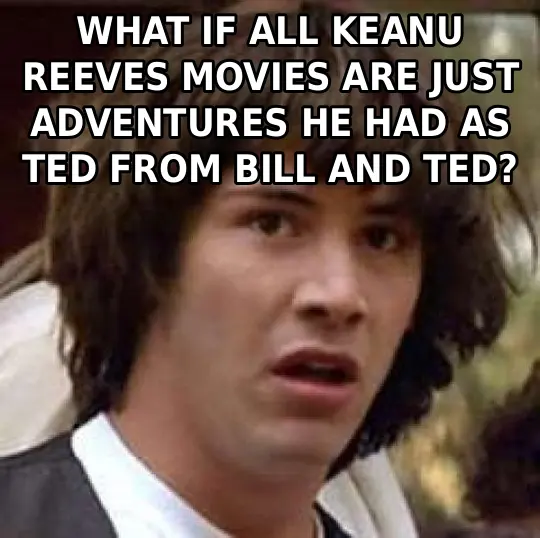 WHAT IF ALL KEANU
REEVES MOVIES ARE JUST
ADVENTURES HE HAD AS
TED FROM BILL AND TED?